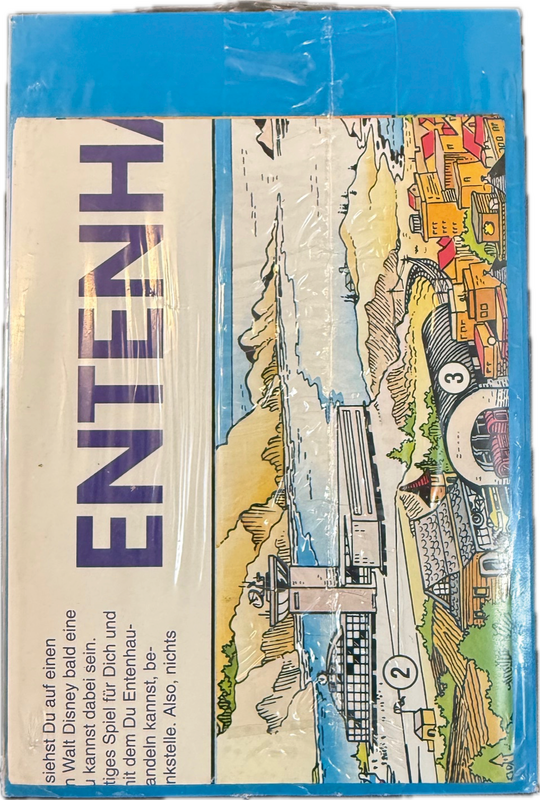 ENTENHA
siehst Du auf einen
n Walt Disney bald eine
u kannst dabei sein.
tiges Spiel für Dich und
nit dem Du Entenhau-
andeln kannst, be-
nkstelle. Also, nichts
2
3